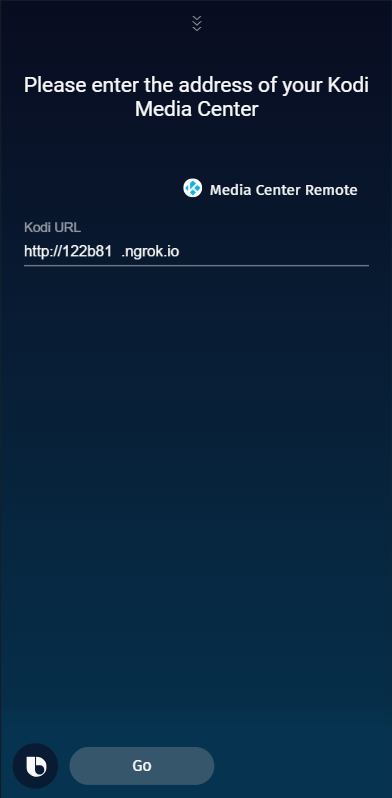 Please enter the address of your Kodi
Media Center
Media Center Remote
Kodi URL
http://122b81  .ngrok.io
Go